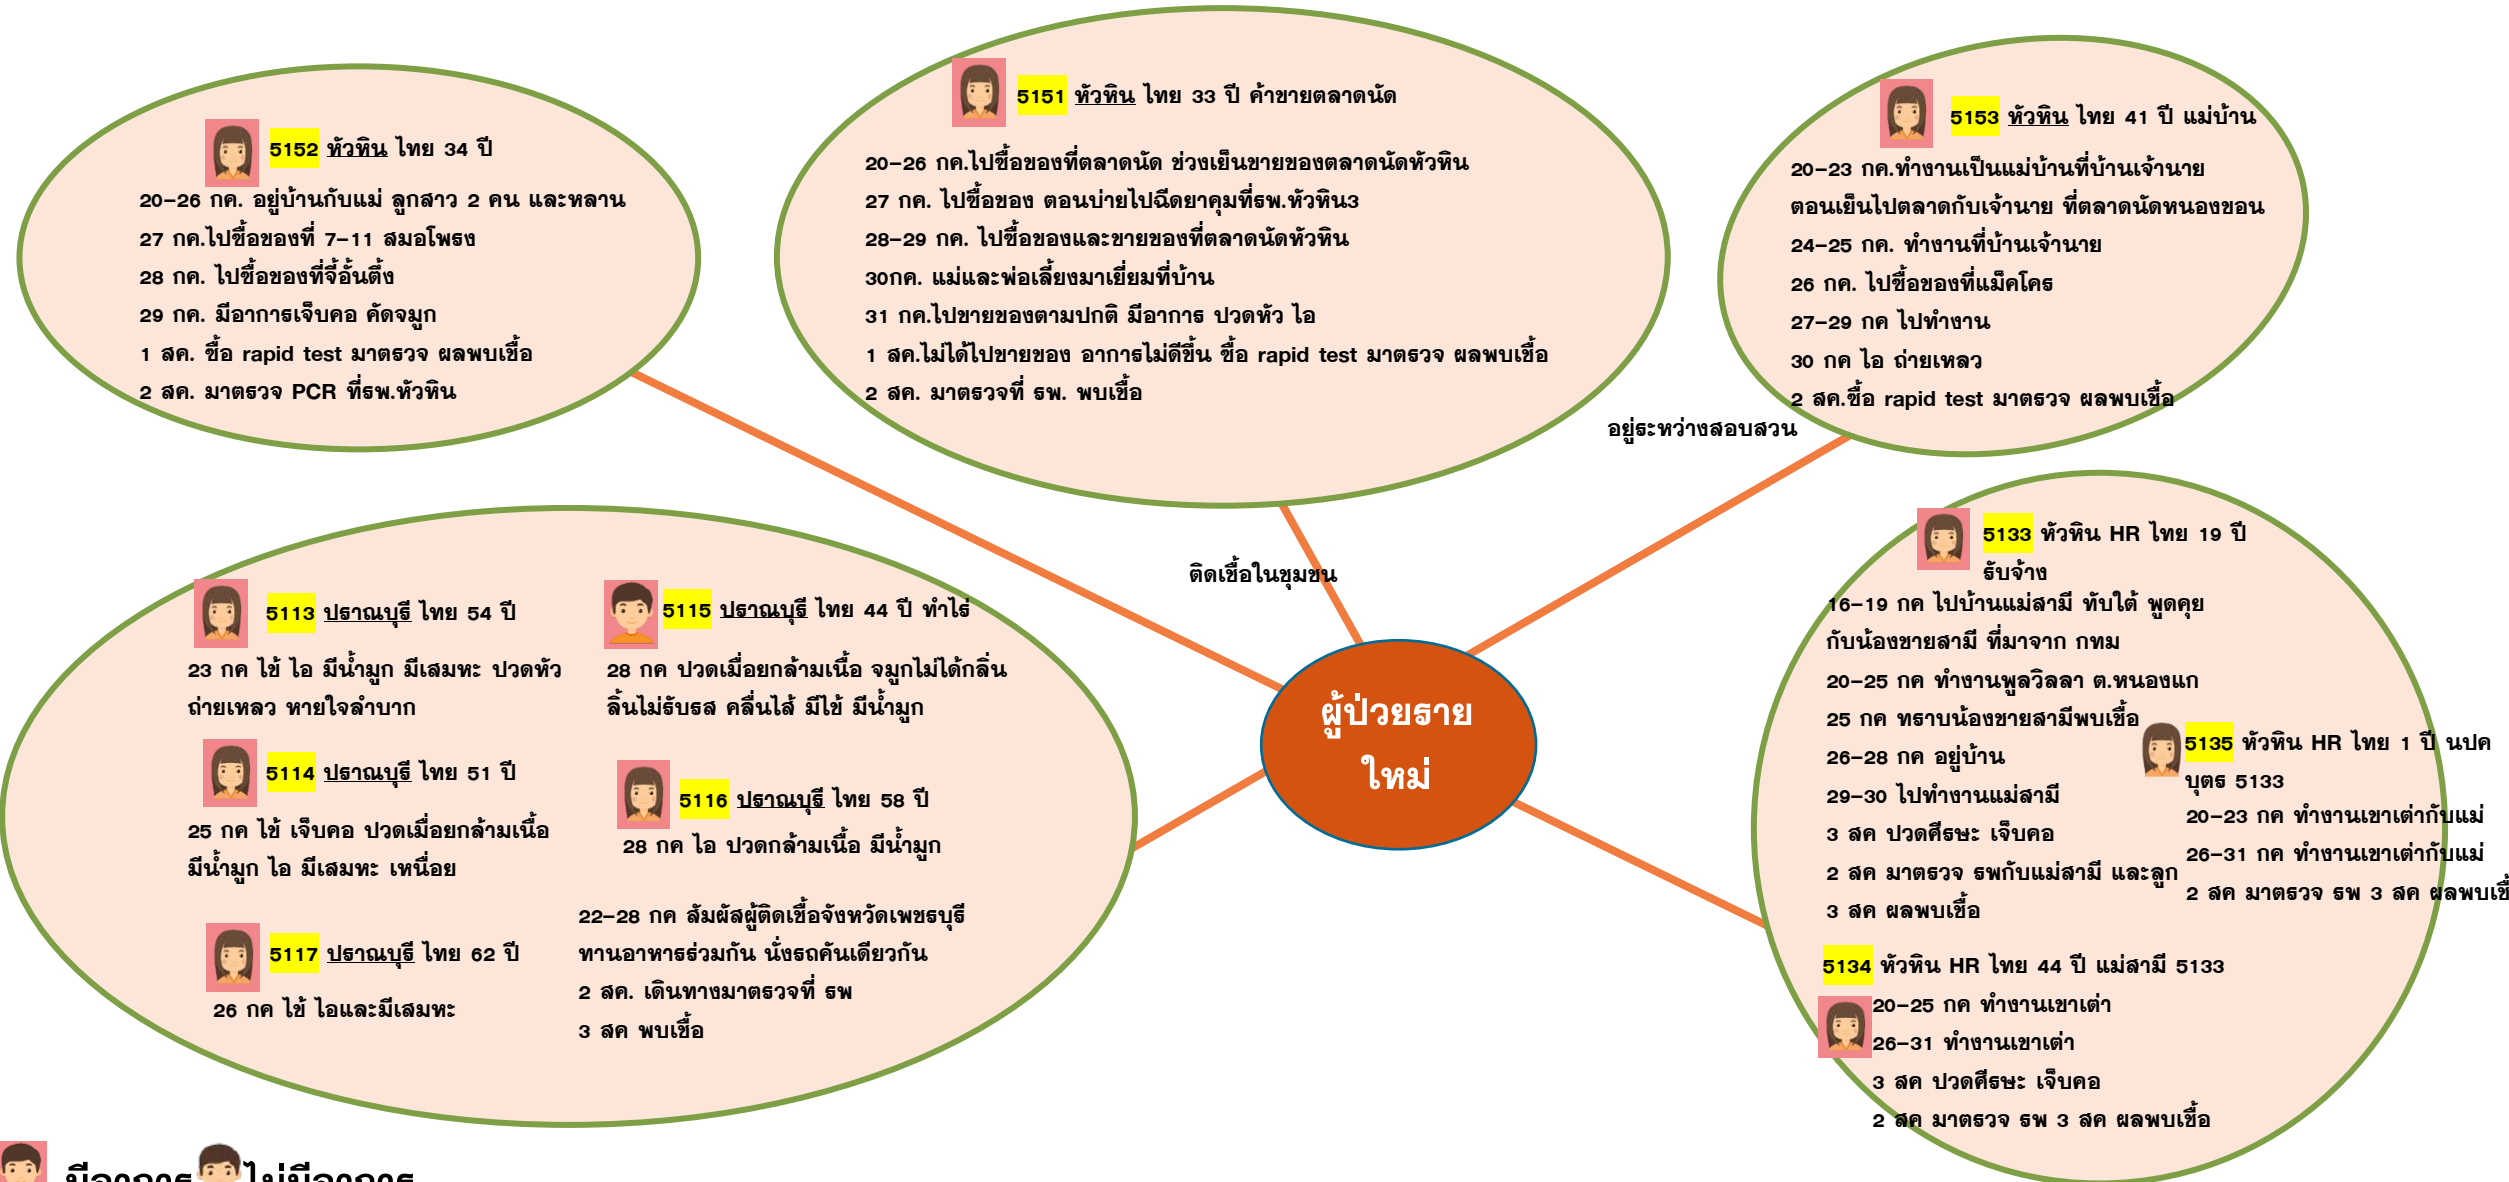 5152 หัวหิน ไทย 34 ปี
20-26 กค. อยู่บ้านกับแม่ ลูกสาว 2 คน และหลาน
27 กค.ไปซื้อของที่ 7-11 สมอโพรง
28 กค. ไปซื้อของที่จี้อั้นตึ้ง
29 กค. มีอาการเจ็บคอ คัดจมูก
1 สค. ซื้อ rapid test มาตรวจ ผลพบเชื้อ
2 สค. มาตรวจ PCR ที่รพ.หัวหิน
5151 หัวหิน ไทย 33 ปี ค้าขายตลาดนัด
20-26 กค.ไปซื้อของที่ตลาดนัด ช่วงเย็นขายของตลาดนัดหัวหิน
27 กค. ไปซื้อของ ตอนบ่ายไปฉีดยาคุมที่รพ.หัวหิน3
28-29 กค. ไปซื้อของและขายของที่ตลาดนัดหัวหิน
30กค. แม่และพ่อเลี้ยงมาเยี่ยมที่บ้าน
31 กค.ไปขายของตามปกติ มีอาการ ปวดหัว ไอ
1 สค.ไม่ได้ไปขายของ อาการไม่ดีขึ้น ซื้อ rapid test มาตรวจ ผลพบเชื้อ
2 สค. มาตรวจที่ รพ. พบเชื้อ
5153 หัวหิน ไทย 41 ปี แม่บ้าน
20-23 กค.ทำงานเป็นแม่บ้านที่บ้านเจ้านาย
ตอนเย็นไปตลาดกับเจ้านาย ที่ตลาดนัดหนองขอน
24-25 กค. ทำงานที่บ้านเจ้านาย
26 กค. ไปซื้อของที่แม็คโคร
27-29 กค ไปทำงาน
30 กค ไอ ถ่ายเหลว
2 สค.ซื้อ rapid test มาตรวจ ผลพบเชื้อ
อยู่ระหว่างสอบสวน
ติดเชื้อในชุมชน
ผู้ป่วยราย
ใหม่
5113 ปราณบุรี ไทย 54 ปี
23 กค ไข้ ไอ มีน้ำมูก มีเสมหะ ปวดหัว
ถ่ายเหลว หายใจลำบาก
5114 ปราณบุรี ไทย 51 ปี
25 กค ไข้ เจ็บคอ ปวดเมื่อยกล้ามเนื้อ
มีน้ำมูก ไอ มีเสมหะ เหนื่อย
5117 ปราณบุรี ไทย 62 ปี
26 กค ไข้ ไอและมีเสมหะ
5115 ปราณบุรี ไทย 44 ปี ทำไร่
28 กค ปวดเมื่อยกล้ามเนื้อ จมูกไม่ได้กลิ่น
ลิ้นไม่รับรส คลื่นไส้ มีไข้ มีน้ำมูก
5116 ปราณบุรี ไทย 58 ปี
28 กค ไอ ปวดกล้ามเนื้อ มีน้ำมูก
22-28 กค สัมผัสผู้ติดเชื้อจังหวัดเพชรบุรี
ทานอาหารร่วมกัน นั่งรถคันเดียวกัน
2 สค. เดินทางมาตรวจที่ รพ
3 สค พบเชื้อ
5133 หัวหิน HR ไทย 19 ปี
รับจ้าง
16-19 กค ไปบ้านแม่สามี ทับใต้ พูดคุย
กับน้องชายสามี ที่มาจาก กทม
20-25 กค ทำงานพูลวิลลา ต.หนองแก
25 กค ทราบน้องชายสามีพบเชื้อ
26-28 กค อยู่บ้าน
29-30 ไปทำงานแม่สามี
3 สค ปวดศีรษะ เจ็บคอ
2 สค มาตรวจ รพกับแม่สามี และลูก
3 สค ผลพบเชื้อ
5135 หัวหิน HR ไทย 1 ปี นปค
บุตร 5133
20-23 กค ทำงานเขาเต่ากับแม่
26-31 กค ทำงานเขาเต่ากับแม่
2 สค มาตรวจ รพ 3 สค ผลพบเชื้
5134 หัวหิน HR ไทย 44 ปี แม่สามี 5133
20-25 กค ทำงานเขาเต่า
26-31 ทำงานเขาเต่า
3 สค ปวดศีรษะ เจ็บคอ
2 สค มาตรวจ รพ 3 สค ผลพบเชื้อ
มีอาการ ไม่มีอาการ